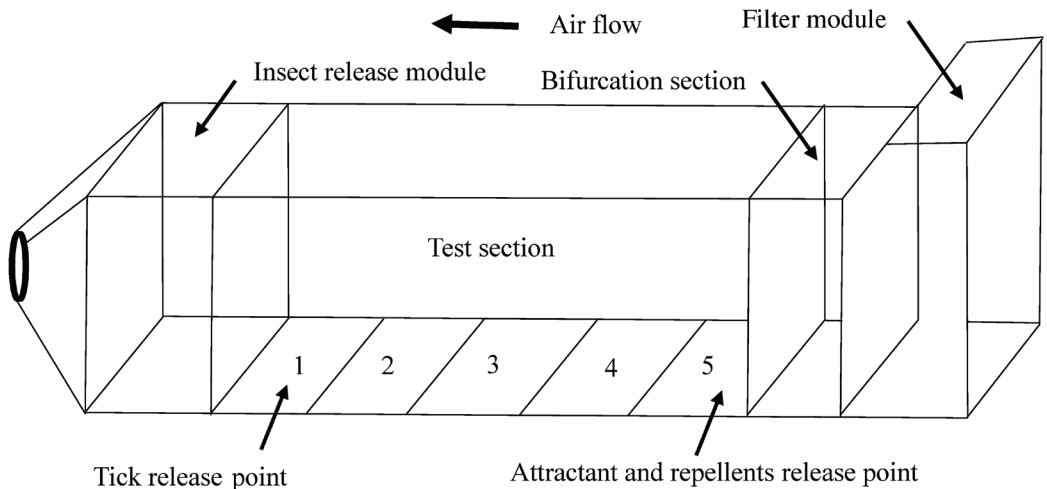 Filter module
Air flow
Insect release module
Bifurcation section
Test section
1 2 3 4 5
Tick release point
Attractant and repellents release point